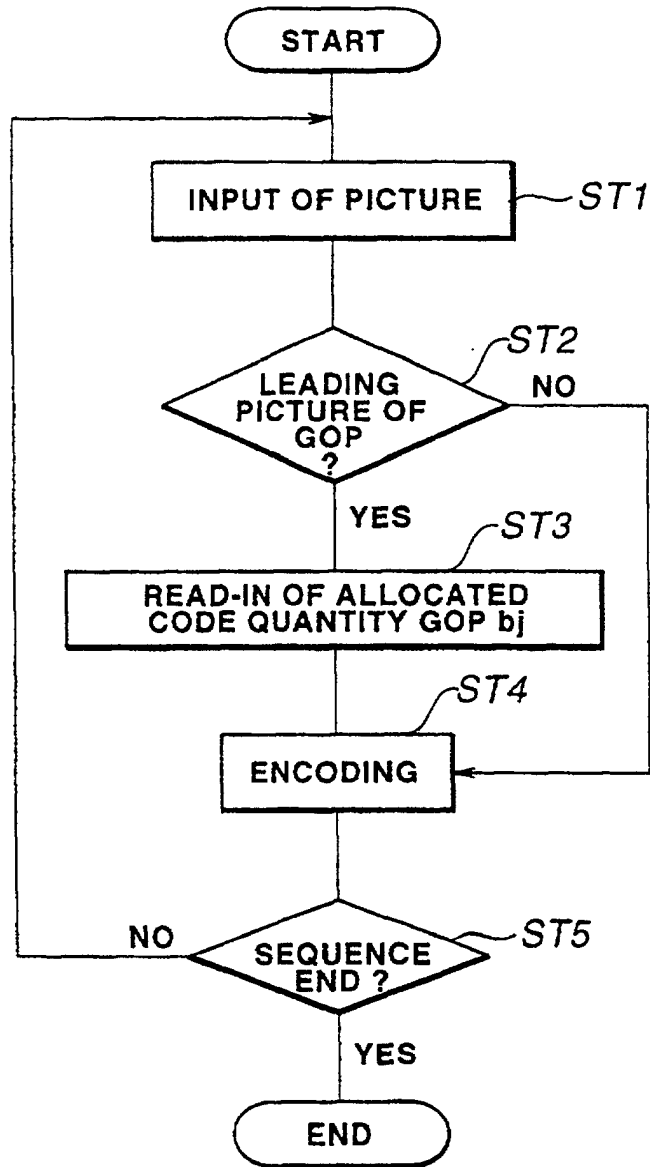 START
INPUT OF PICTURE
ST1
ST2
LEADING
PICTURE OF
GOP
?
NO
YES
ST3
READ-IN OF ALLOCATED
CODE QUANTITY GOP bj
ST4
ENCODING
NO
ST5
SEQUENCE
END ?
YES
END